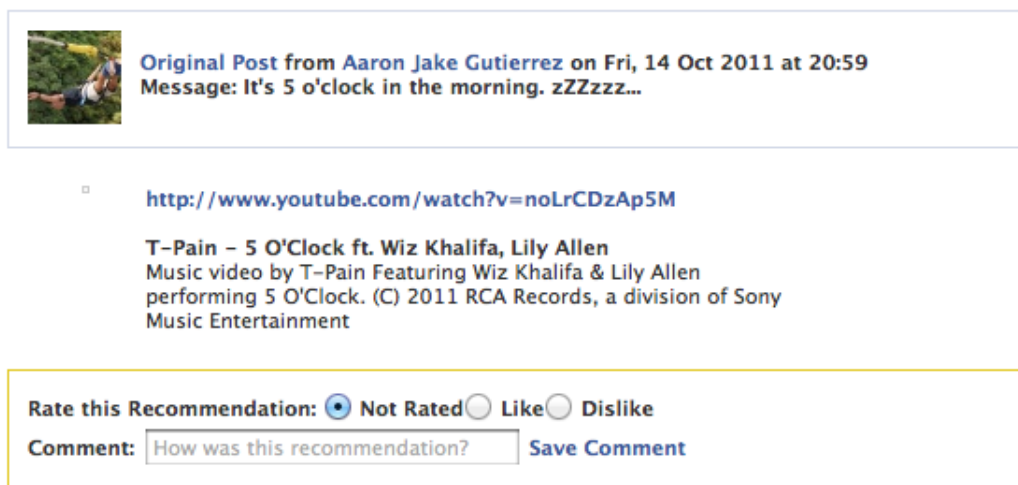 Original Post from Aaron Jake Gutierrez on Fri, 14 Oct 2011 at 20:59
Message: It's 5 o'clock in the morning. zZZzzz...
http://www.youtube.com/watch?v=noLrCDzAp5M
T-Pain - 5 O'Clock ft. Wiz Khalifa, Lily Allen
Music video by T-Pain Featuring Wiz Khalifa & Lily Allen
performing 5 O'Clock. (C) 2011 RCA Records, a division of Sony
Music Entertainment
Rate this Recommendation: Not Rated Like Dislike
Comment: How was this recommendation? Save Comment